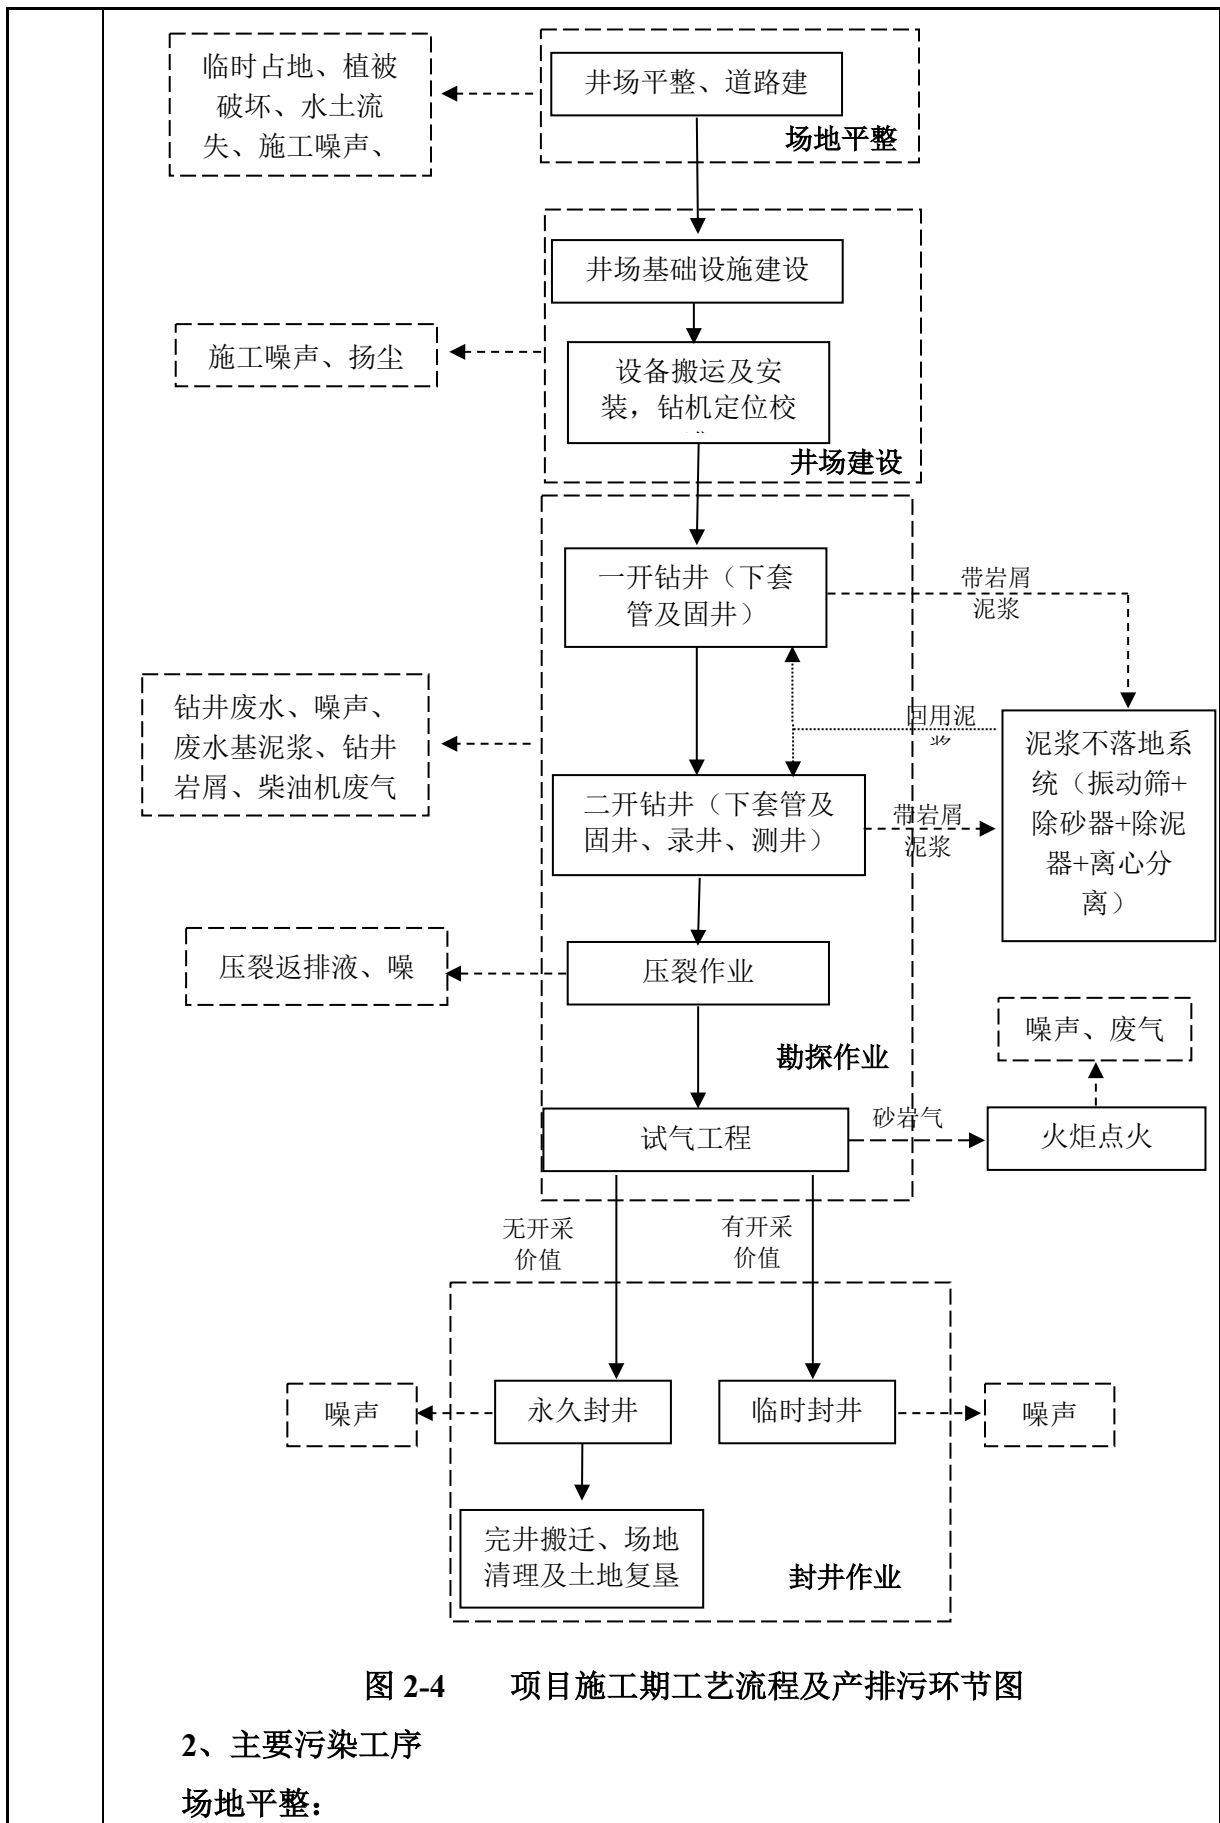 临时占地、植被
破坏、水土流
失、施工噪声、
井场平整、道路建
场地平整
井场基础设施建设
施工噪声、扬尘
设备搬运及安
装，钻机定位校
井场建设
一开钻井（下套
管及固井）
带岩屑
泥浆
钻井废水、噪声、
废水基泥浆、钻井
岩屑、柴油机废气
回用泥
泥浆不落地系
统（振动筛+
除砂器+除泥
器+离心分
离）
二开钻井（下套管及
固井、录井、测井）
带岩屑
泥浆
压裂返排液、噪
压裂作业
噪声、废气
勘探作业
试气工程
砂岩气
火炬点火
无开采
价值
有开采
价值
噪声
永久封井
临时封井
噪声
完井搬迁、场地
清理及土地复垦
封井作业
图 2-4 项目施工期工艺流程及产排污环节图
2、主要污染工序
场地平整：